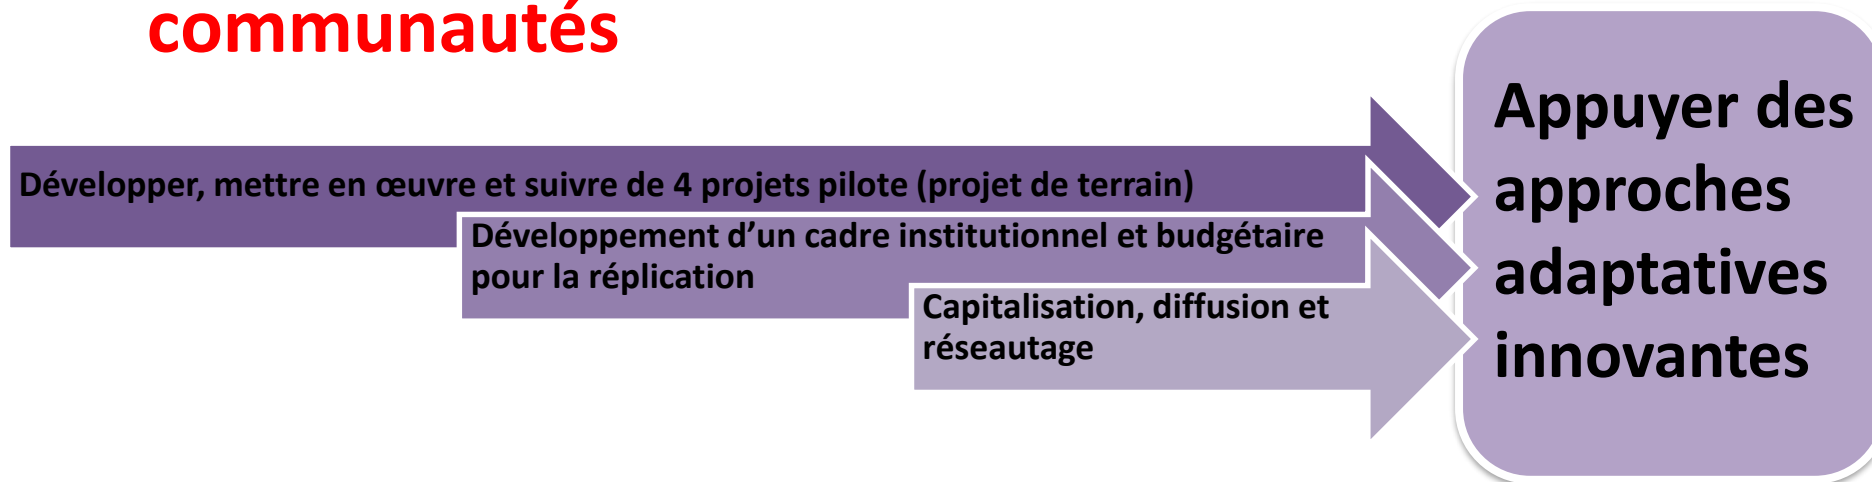 communautés
Développer, mettre en œuvre et suivre de 4 projets pilote (projet de terrain)
Développement d’un cadre institutionnel et budgétaire
pour la réplication
Capitalisation, diffusion et
réseautage
Appuyer des
approches
adaptatives
innovantes